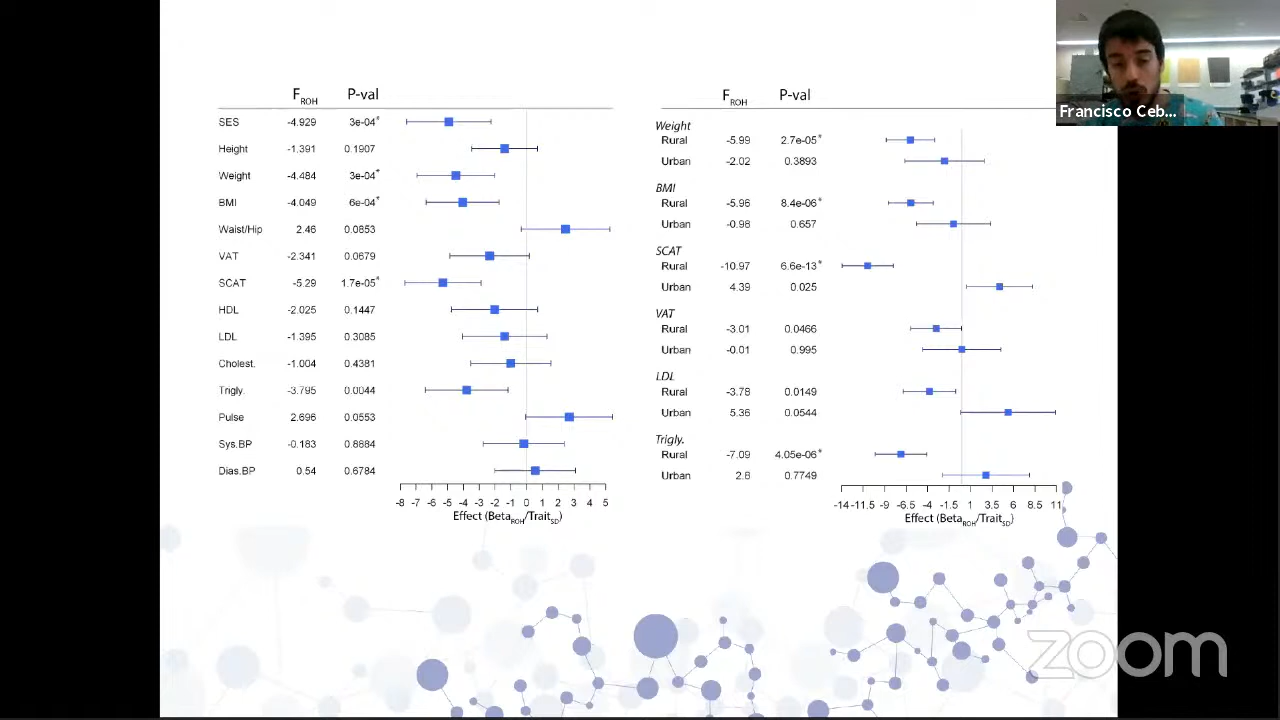 F_ROH P-val
SES -4.929 3e-04*
Height -1.391 0.1907
Weight -4.484 3e-04*
BMI -4.049 6e-04*
Waist/Hip 2.46 0.0853
VAT -2.341 0.0679
SCAT -5.29 1.7e-05*
HDL -2.025 0.1447
LDL -1.395 0.3085
Cholest. -1.004 0.4381
Trigly. -3.795 0.0044
Pulse 2.696 0.0553
Sys.BP -0.183 0.8884
Dias.BP 0.54 0.6784
-8 -7 -6 -5 -4 -3 -2 -1 0 1 2 3 4 5
Effect (Beta_ROH/Trait_SD)
F_ROH P-val
Weight
Rural -5.99 2.7e-05*
Urban -2.02 0.3893
BMI
Rural -5.96 8.4e-06*
Urban -0.98 0.657
SCAT
Rural -10.97 6.6e-13*
Urban 4.39 0.025
VAT
Rural -3.01 0.0466
Urban -0.01 0.995
LDL
Rural -3.78 0.0149
Urban 5.36 0.0544
Trigly.
Rural -7.09 4.05e-06*
Urban 2.8 0.7749
-14 -11.5 -9 -6.5 -4 -1.5 1 3.5 6 8.5 11
Effect (Beta_ROH/Trait_SD)
Francisco Ceb...
zoom